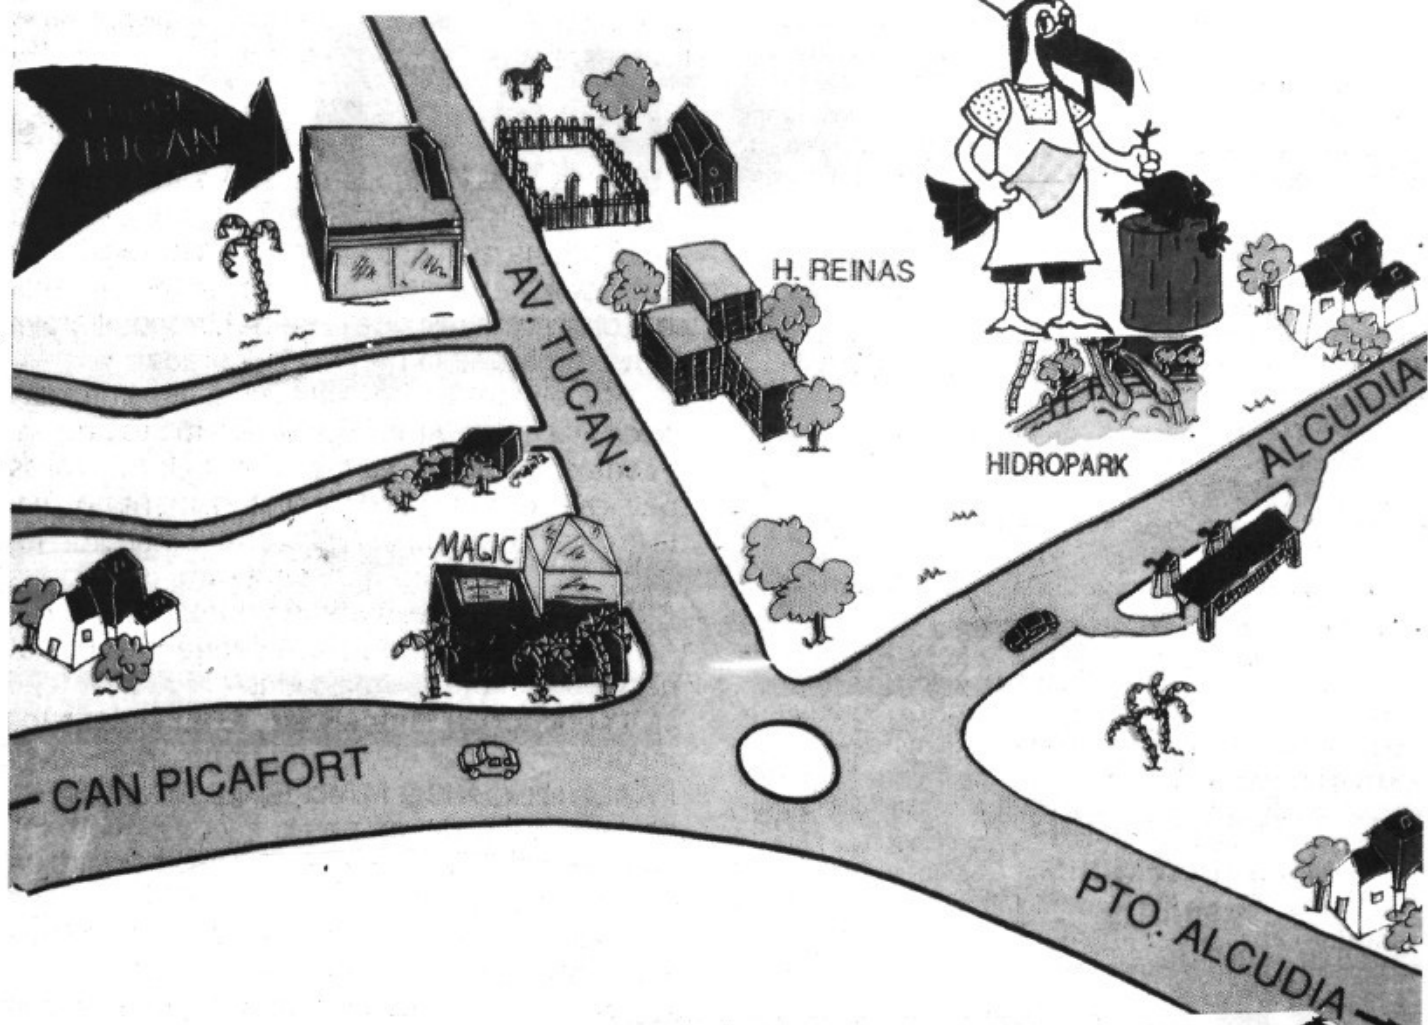 TUCAN
H. REINAS
AV. TUCAN
HIDROPARK
ALCUDIA
MAGIC
CAN PICAFORT
PTO. ALCUDIA